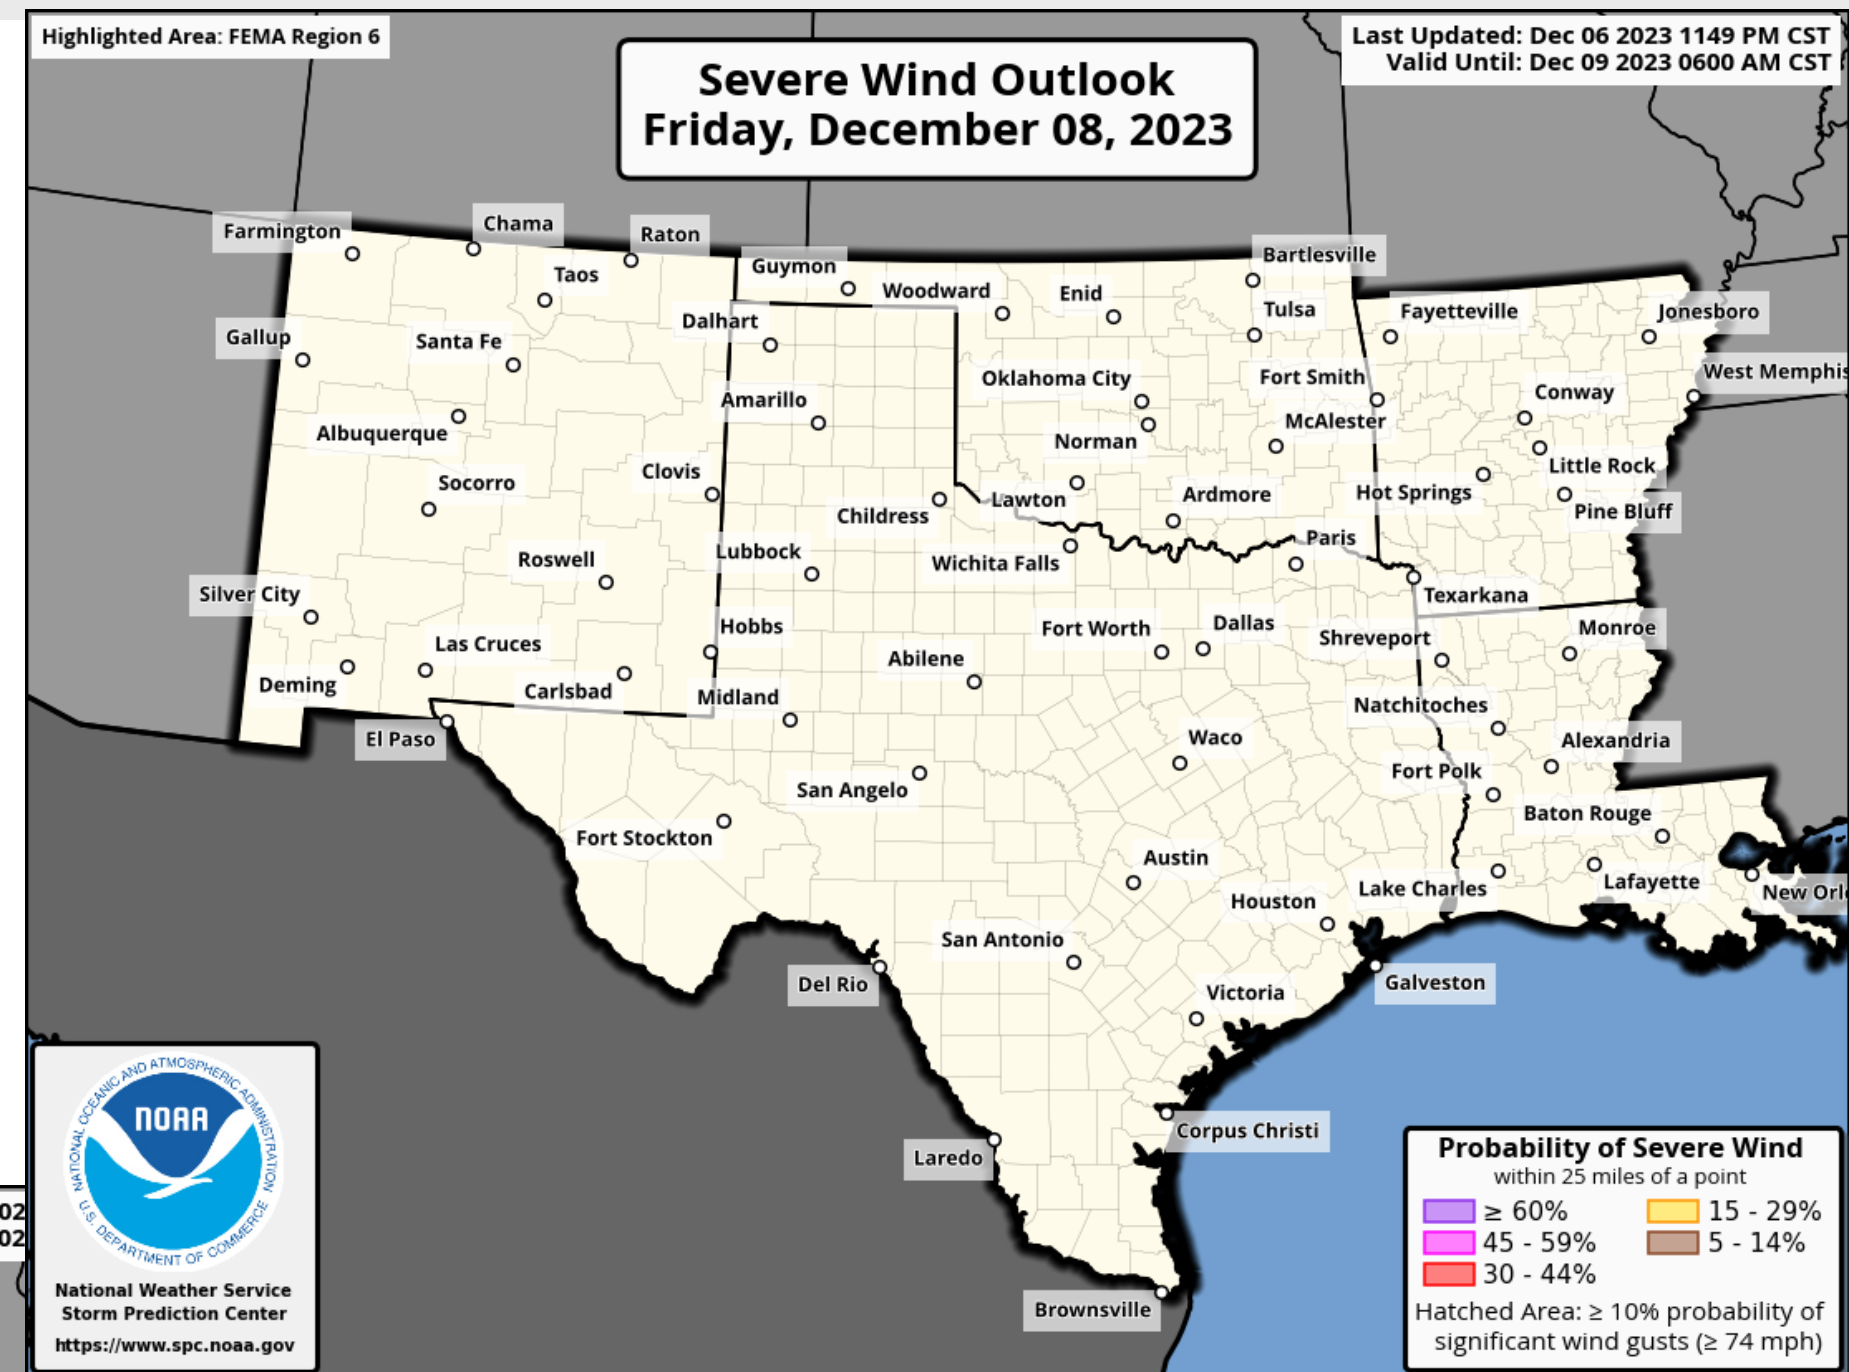 Highlighted Area: FEMA Region 6
Severe Wind Outlook
Friday, December 08, 2023
Last Updated: Dec 06 2023 1149 PM CST
Valid Until: Dec 09 2023 0600 AM CST
Farmington
Chama
Raton
Taos
Guymon
Woodward
Enid
Bartlesville
Tulsa
Fayetteville
Jonesboro
Gallup
Santa Fe
Dalhart
Oklahoma City
Fort Smith
Conway
West Memphis
Albuquerque
Amarillo
Norman
McAlester
Little Rock
Socorro
Clovis
Childress
Lawton
Ardmore
Hot Springs
Pine Bluff
Roswell
Lubbock
Wichita Falls
Paris
Texarkana
Silver City
Las Cruces
Hobbs
Abilene
Fort Worth
Dallas
Shreveport
Monroe
Deming
Carlsbad
Midland
Natchitoches
El Paso
San Angelo
Waco
Fort Polk
Alexandria
Fort Stockton
Austin
Baton Rouge
Houston
Lake Charles
Lafayette
New Orl
San Antonio
Del Rio
Victoria
Galveston
Laredo
Corpus Christi
Brownsville
02
02
NATIONAL OCEANIC AND ATMOSPHERIC ADMINISTRATION
NOAA
U.S. DEPARTMENT OF COMMERCE
National Weather Service
Storm Prediction Center
https://www.spc.noaa.gov
Probability of Severe Wind
within 25 miles of a point
≥ 60%
15 - 29%
45 - 59%
5 - 14%
30 - 44%
Hatched Area: ≥ 10% probability of
significant wind gusts (≥ 74 mph)